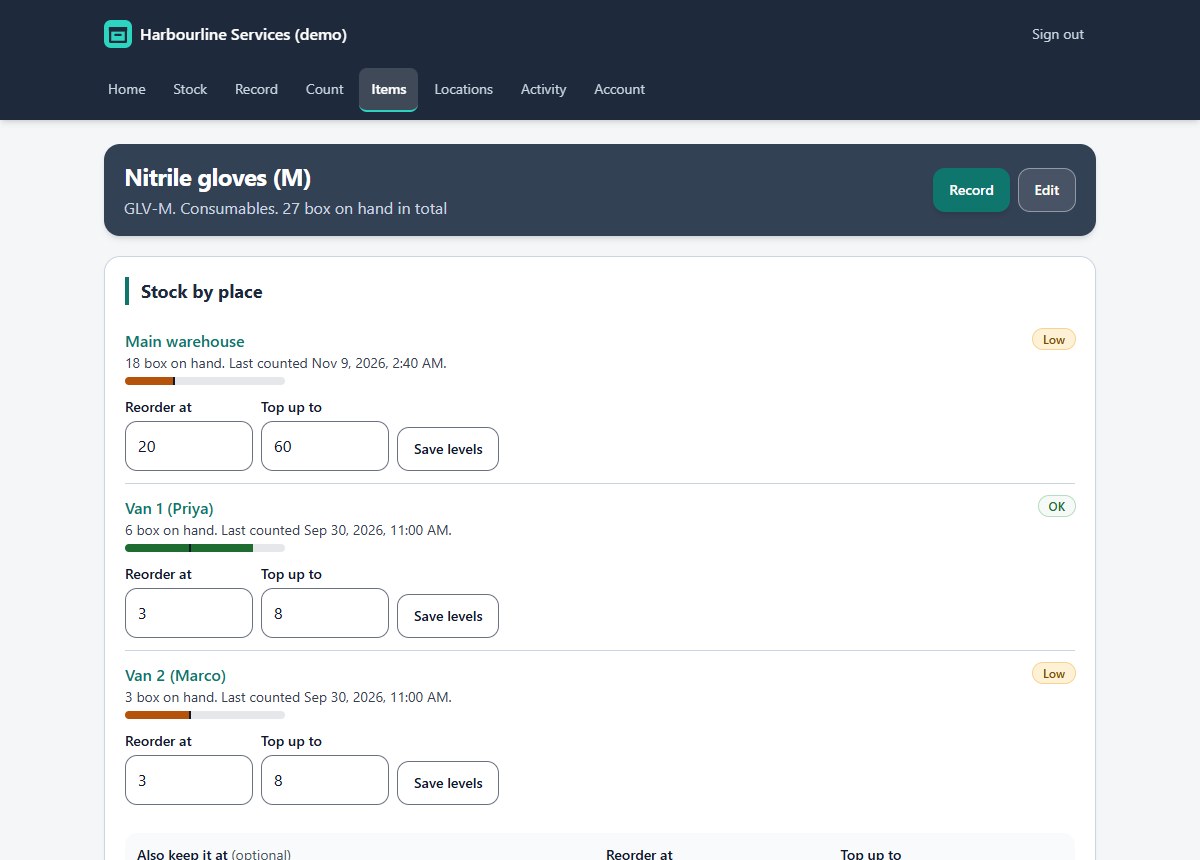 Harbourline Services (demo)
Sign out
Home Stock Record Count Items Locations Activity Account
Nitrile gloves (M)
GLV-M. Consumables. 27 box on hand in total
Record Edit
Stock by place
Main warehouse
Low
18 box on hand. Last counted Nov 9, 2026, 2:40 AM.
Reorder at Top up to
20 60 Save levels
Van 1 (Priya)
OK
6 box on hand. Last counted Sep 30, 2026, 11:00 AM.
Reorder at Top up to
3 8 Save levels
Van 2 (Marco)
Low
3 box on hand. Last counted Sep 30, 2026, 11:00 AM.
Reorder at Top up to
3 8 Save levels
Also keep it at (optional) Reorder at Top up to